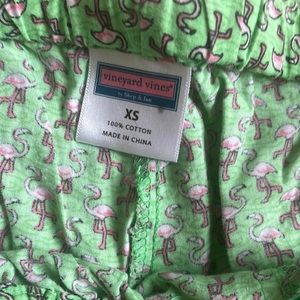 vineyard vines®
by Shep & Ian
XS
100% COTTON
MADE IN CHINA